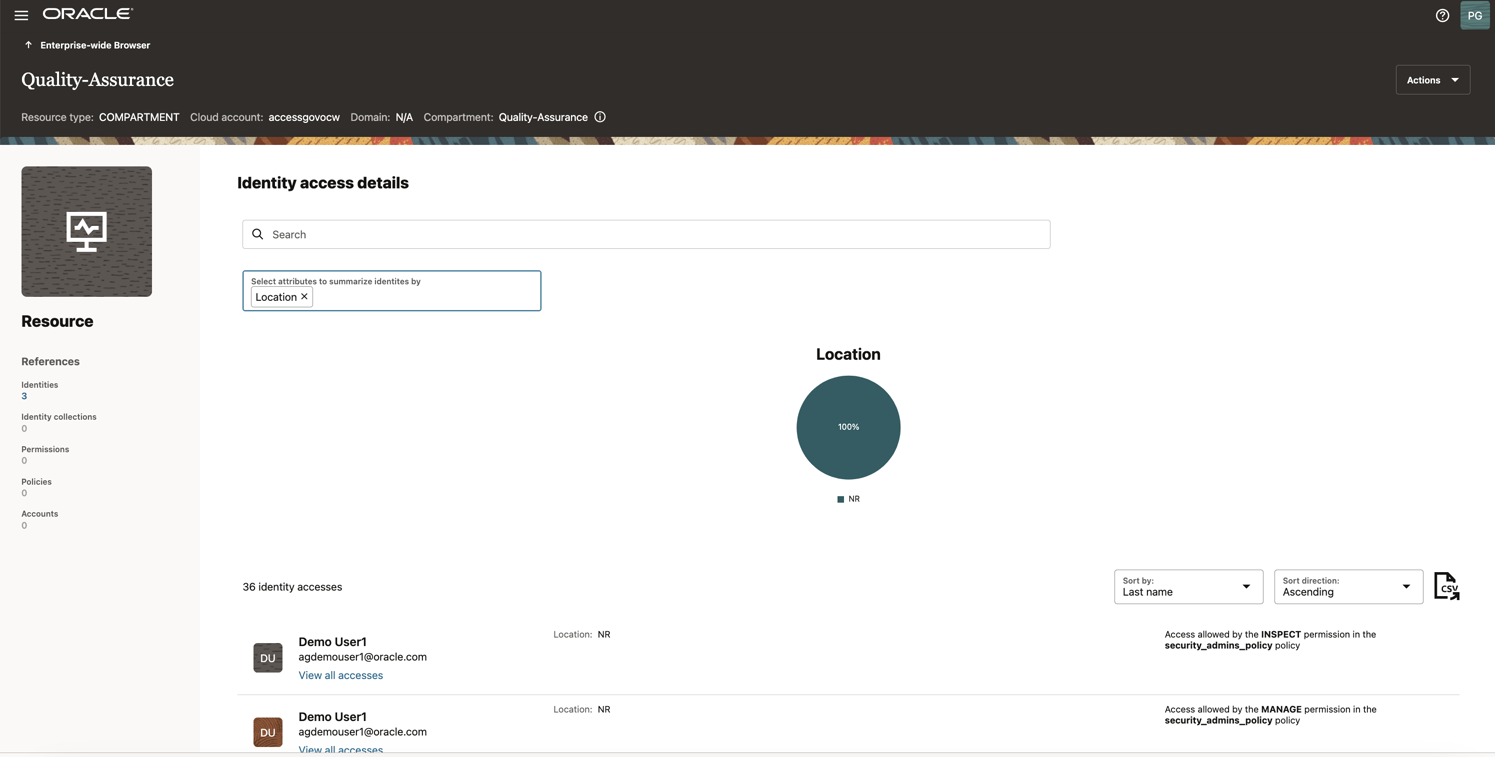 ORACLE
PG
Enterprise-wide Browser
Quality-Assurance
Actions
Resource type: COMPARTMENT Cloud account: accessgovocw Domain: N/A Compartment: Quality-Assurance
Resource
References
Identities
3
Identity collections
0
Permissions
0
Policies
0
Accounts
0
Identity access details
Search
Select attributes to summarize identites by
Location
Location
100%
NR
36 identity accesses
Sort by:
Last name
Sort direction:
Ascending
CSV
DU
Demo User1
agdemouser1@oracle.com
View all accesses
Location: NR
Access allowed by the INSPECT permission in the
security_admins_policy policy
DU
Demo User1
agdemouser1@oracle.com
View all accesses
Location: NR
Access allowed by the MANAGE permission in the
security_admins_policy policy